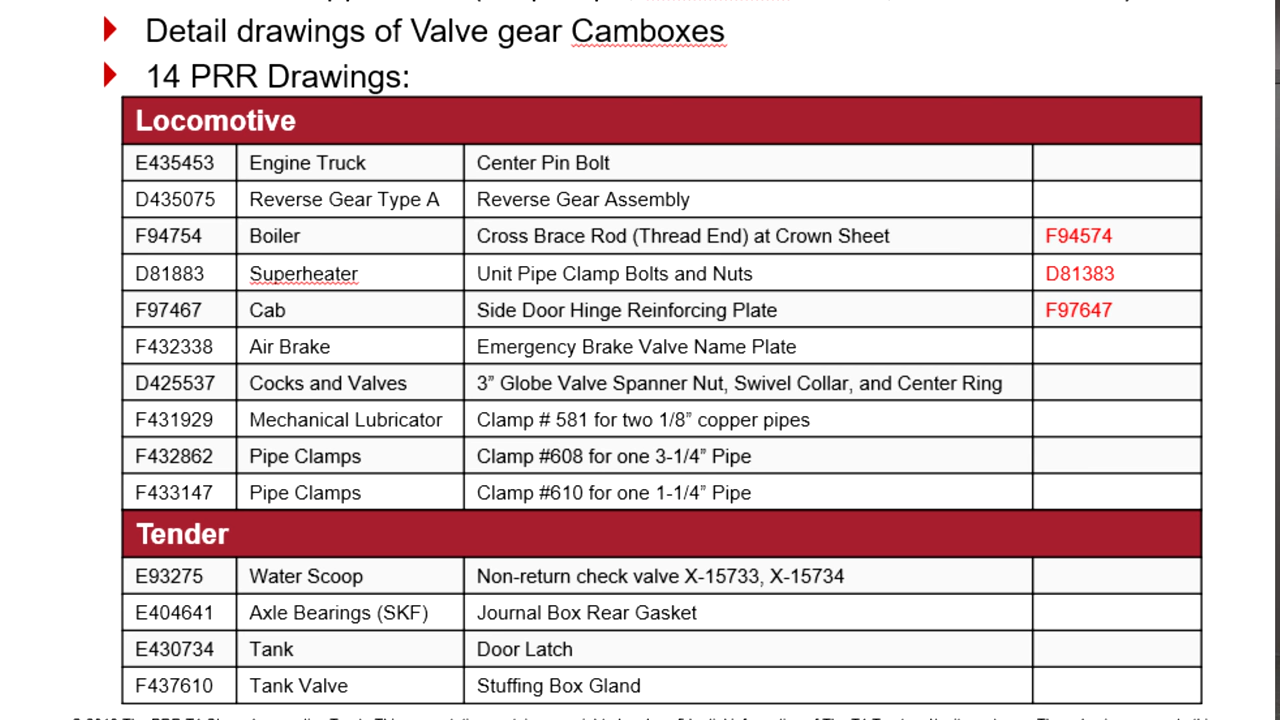 Detail drawings of Valve gear Camboxes
14 PRR Drawings:
Locomotive
E435453 Engine Truck Center Pin Bolt
D435075 Reverse Gear Type A Reverse Gear Assembly
F94754 Boiler Cross Brace Rod (Thread End) at Crown Sheet F94574
D81883 Superheater Unit Pipe Clamp Bolts and Nuts D81383
F97467 Cab Side Door Hinge Reinforcing Plate F97647
F432338 Air Brake Emergency Brake Valve Name Plate
D425537 Cocks and Valves 3” Globe Valve Spanner Nut, Swivel Collar, and Center Ring
F431929 Mechanical Lubricator Clamp # 581 for two 1/8” copper pipes
F432862 Pipe Clamps Clamp #608 for one 3-1/4” Pipe
F433147 Pipe Clamps Clamp #610 for one 1-1/4” Pipe
Tender
E93275 Water Scoop Non-return check valve X-15733, X-15734
E404641 Axle Bearings (SKF) Journal Box Rear Gasket
E430734 Tank Door Latch
F437610 Tank Valve Stuffing Box Gland